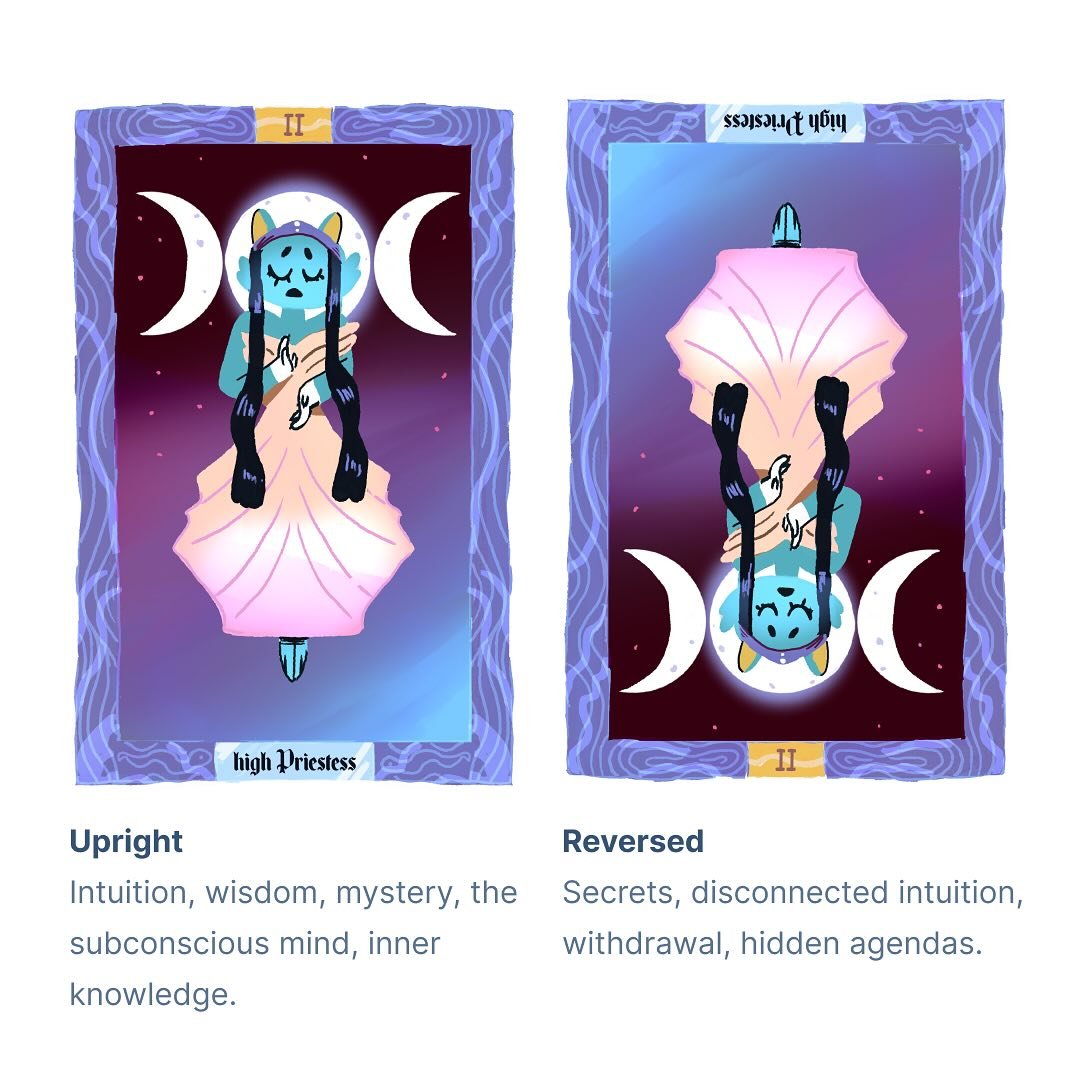 II
high Priestess
high Priestess
II
Upright
Intuition, wisdom, mystery, the
subconscious mind, inner
knowledge.
Reversed
Secrets, disconnected intuition,
withdrawal, hidden agendas.